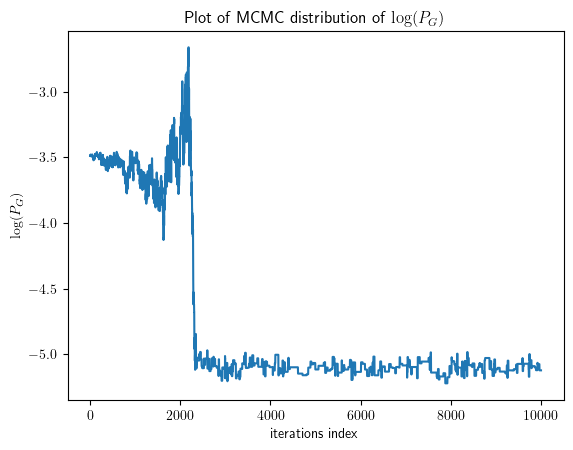 Plot of MCMC distribution of log(P_G)
log(P_G)
−3.0
−3.5
−4.0
−4.5
−5.0
0 2000 4000 6000 8000 10000
iterations index